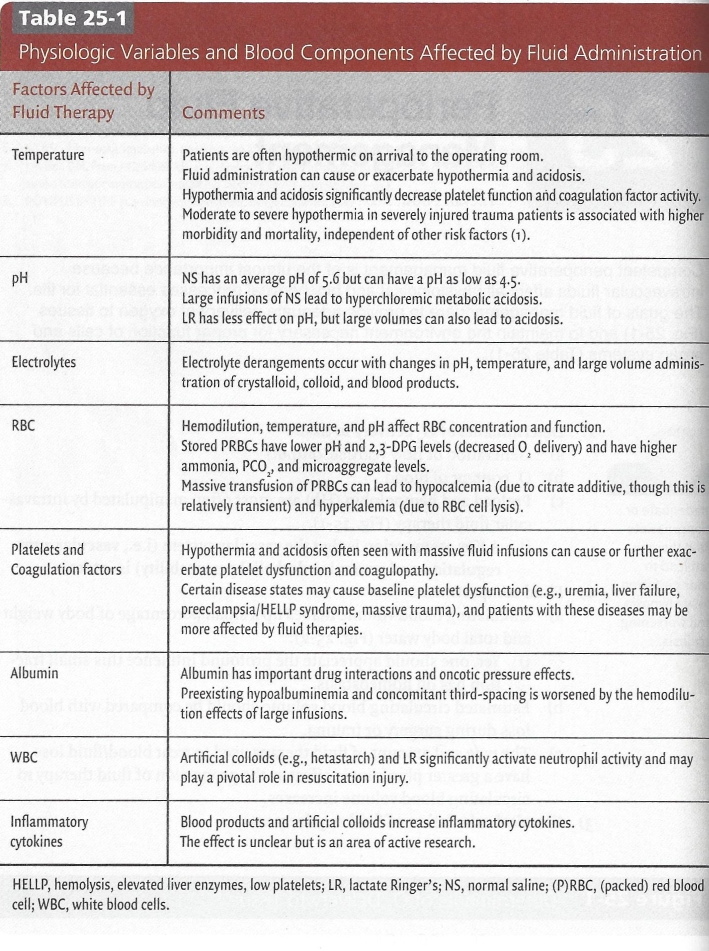 Table 25-1
Physiologic Variables and Blood Components Affected by Fluid Administration
Factors Affected by
Fluid Therapy
Comments
Temperature
Patients are often hypothermic on arrival to the operating room.
Fluid administration can cause or exacerbate hypothermia and acidosis.
Hypothermia and acidosis significantly decrease platelet function and coagulation factor activity.
Moderate to severe hypothermia in severely injured trauma patients is associated with higher
morbidity and mortality, independent of other risk factors (1).
pH
NS has an average pH of 5.6 but can have a pH as low as 4.5.
Large infusions of NS lead to hyperchloremic metabolic acidosis.
LR has less effect on pH, but large volumes can also lead to acidosis.
Electrolytes
Electrolyte derangements occur with changes in pH, temperature, and large volume adminis-
tration of crystalloid, colloid, and blood products.
RBC
Hemodilution, temperature, and pH affect RBC concentration and function.
Stored PRBCs have lower pH and 2,3-DPG levels (decreased O₂ delivery) and have higher
ammonia, PCO₂, and microaggregate levels.
Massive transfusion of PRBCs can lead to hypocalcemia (due to citrate additive, though this is
relatively transient) and hyperkalemia (due to RBC cell lysis).
Platelets and
Coagulation factors
Hypothermia and acidosis often seen with massive fluid infusions can cause or further exac-
erbate platelet dysfunction and coagulopathy.
Certain disease states may cause baseline platelet dysfunction (e.g., uremia, liver failure,
preeclampsia/HELLP syndrome, massive trauma), and patients with these diseases may be
more affected by fluid therapies.
Albumin
Albumin has important drug interactions and oncotic pressure effects.
Preexisting hypoalbuminemia and concomitant third-spacing is worsened by the hemodilu-
tion effects of large infusions.
WBC
Artificial colloids (e.g., hetastarch) and LR significantly activate neutrophil activity and may
play a pivotal role in resuscitation injury.
Inflammatory
cytokines
Blood products and artificial colloids increase inflammatory cytokines.
The effect is unclear but is an area of active research.
HELLP, hemolysis, elevated liver enzymes, low platelets; LR, lactate Ringer's; NS, normal saline; (P)RBC, (packed) red blood
cell; WBC, white blood cells.